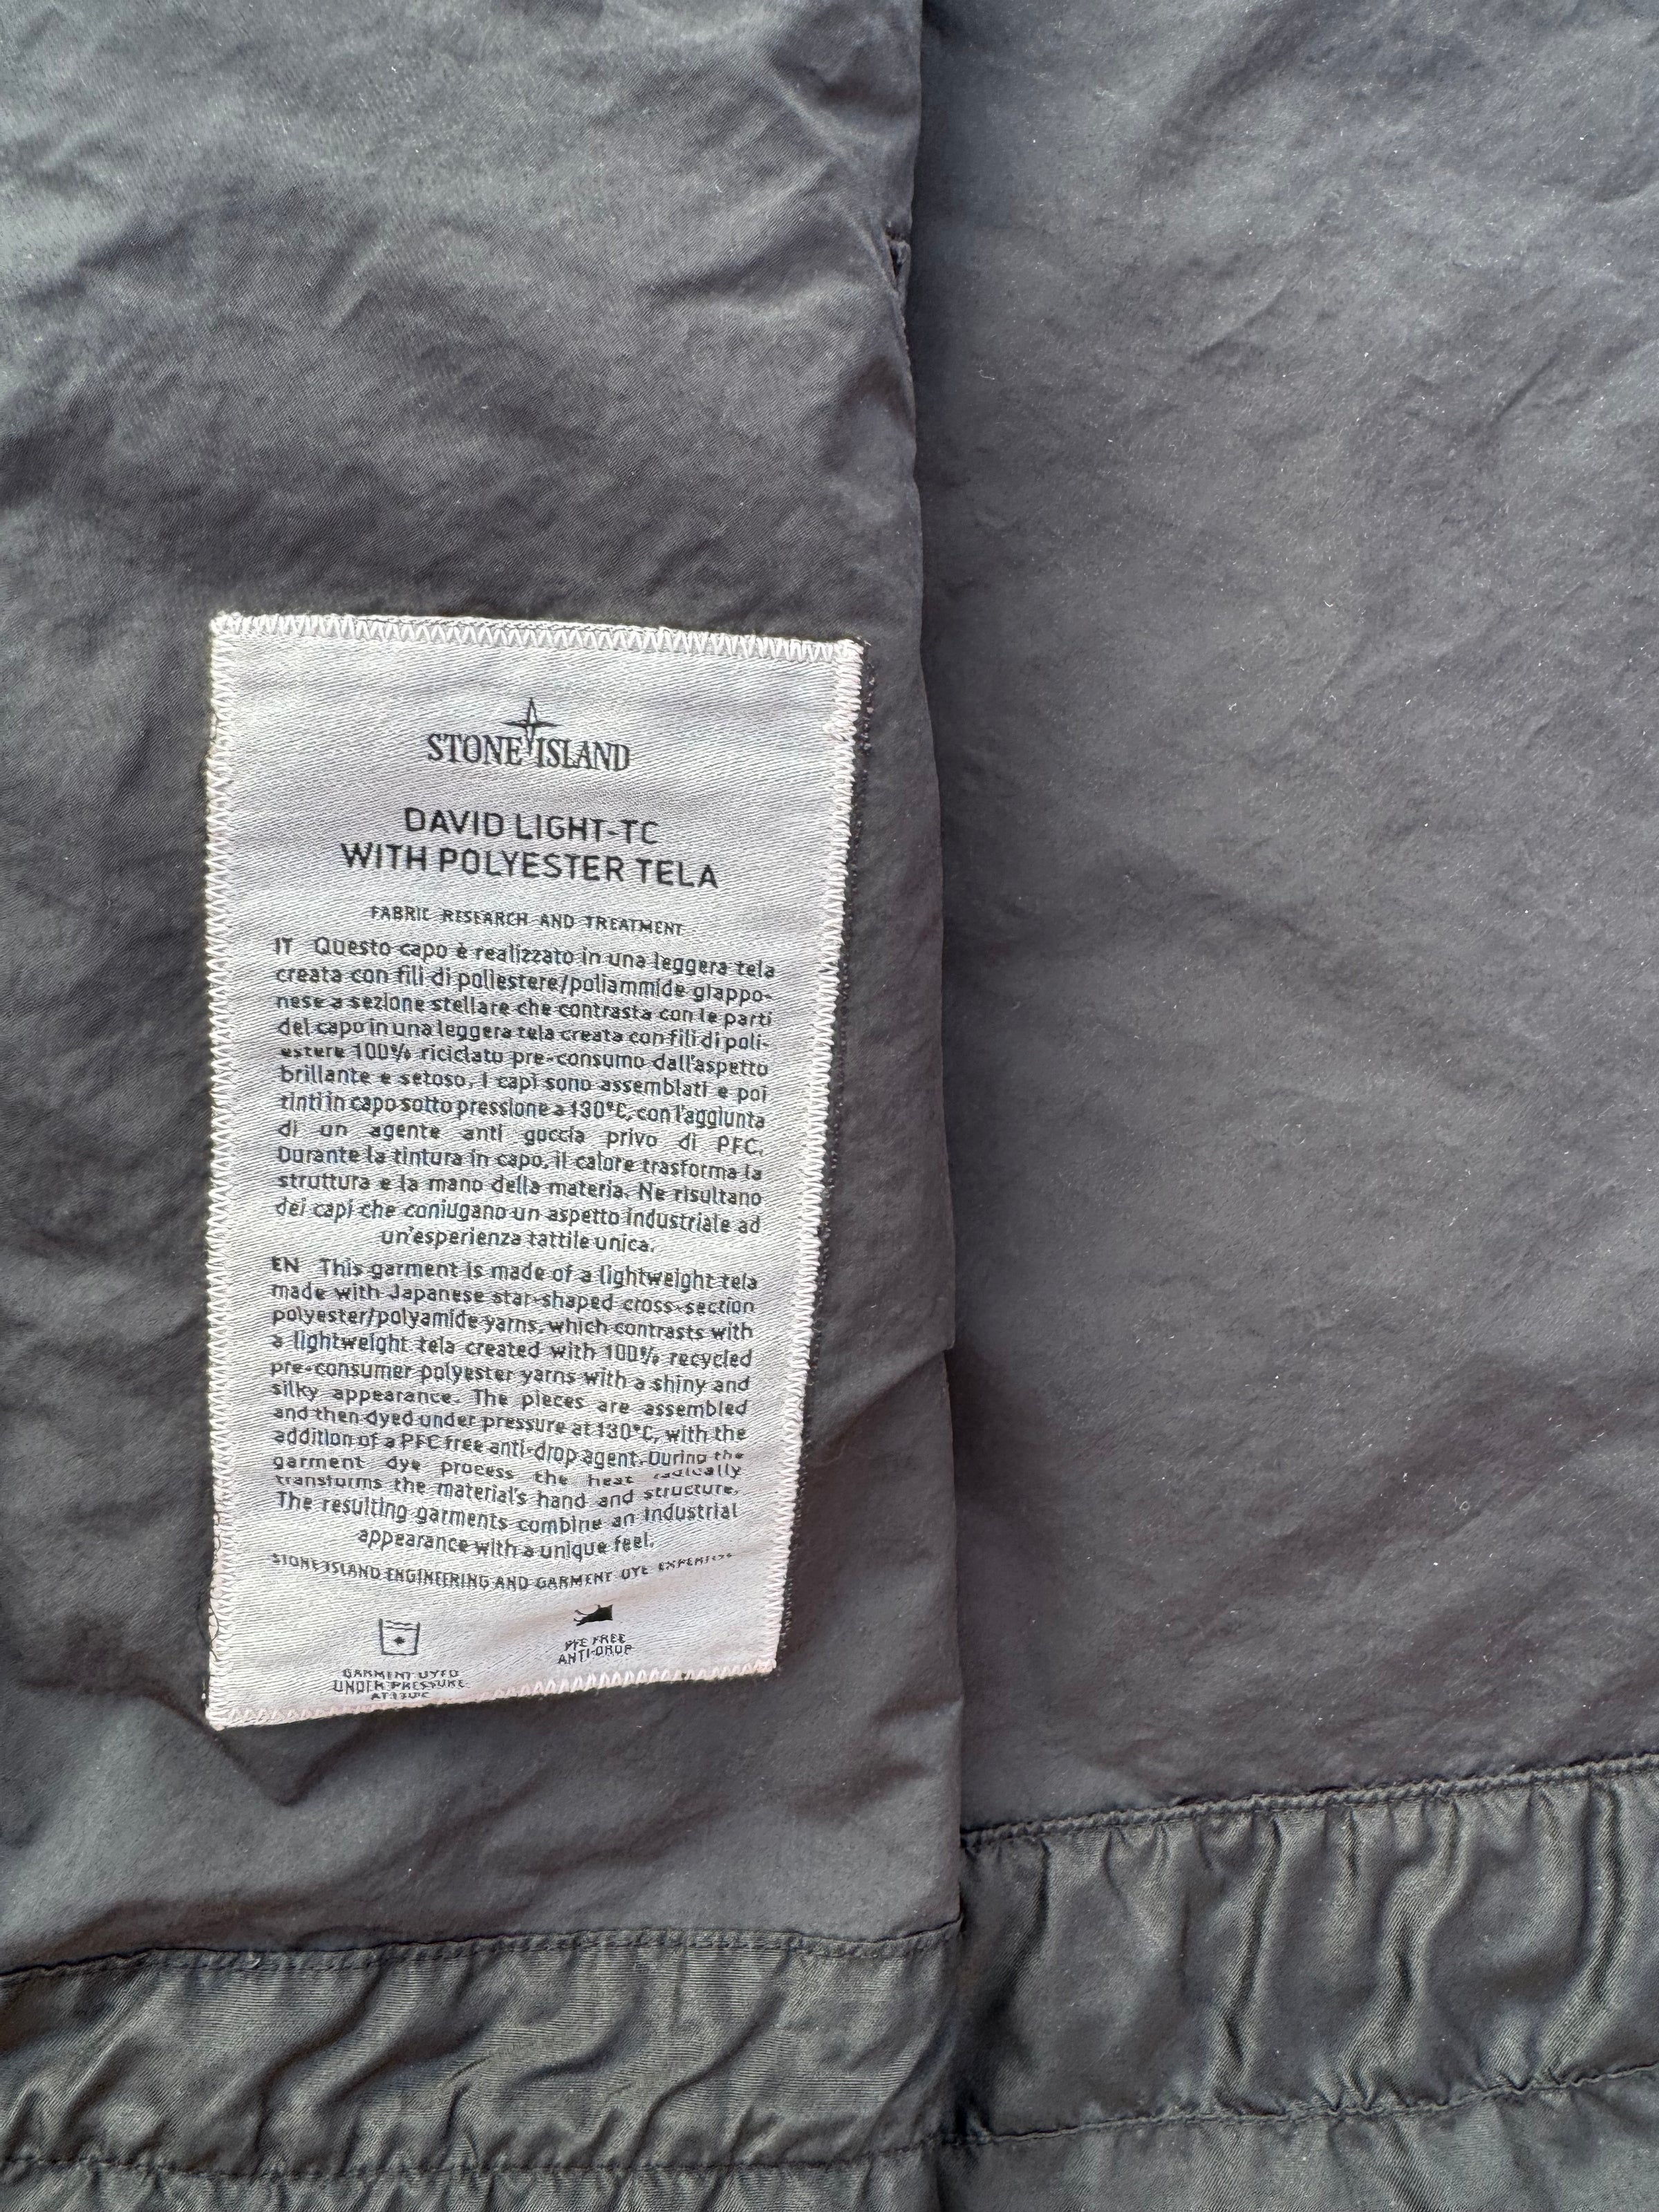 STONE ISLAND
DAVID LIGHT-TC
WITH POLYESTER TELA
FABRIC RESEARCH AND TREATMENT
IT Questo capo è realizzato in una leggera tela
creata con fili di poliestere/poliammide giappo-
nese a sezione stellare che contrasta con le parti
del capo in una leggera tela creata con fili di poli-
estere 100% riciclato pre-consumo dall'aspetto
brillante e setoso. I capi sono assemblati e poi
tinti in capo sotto pressione a 130°C, con l'aggiunta
di un agente anti goccia privo di PFC.
Durante la tintura in capo, il calore trasforma la
struttura e la mano della materia. Ne risultano
dei capi che coniugano un aspetto industriale ad
un'esperienza tattile unica.
EN This garment is made of a lightweight tela
made with Japanese star-shaped cross-section
polyester/polyamide yarns, which contrasts with
a lightweight tela created with 100% recycled
pre-consumer polyester yarns with a shiny and
silky appearance. The pieces are assembled
and then dyed under pressure at 130°C, with the
addition of a PFC free anti-drop agent. During the
garment dye process the heat radically
transforms the material's hand and structure.
The resulting garments combine an industrial
appearance with a unique feel.
STONE ISLAND ENGINEERING AND GARMENT DYE EXPERTISE
GARMENT DYED
UNDER PRESSURE
AT 130°C
PFC FREE
ANTI-DROP